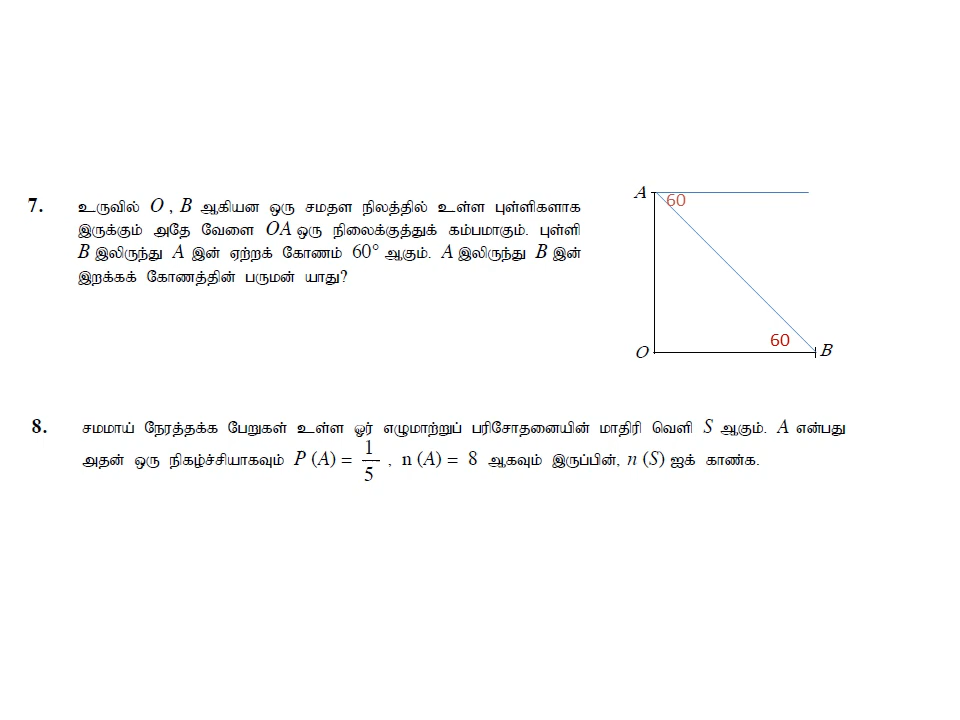 7. உருவில் O , B ஆகியன ஒரு சமதள நிலத்தில் உள்ள புள்ளிகளாக
இருக்கும் அதே வேளை OA ஒரு நிலைக்குத்துக் கம்பமாகும். புள்ளி
B இலிருந்து A இன் ஏற்றக் கோணம் 60° ஆகும். A இலிருந்து B இன்
இறக்கக் கோணத்தின் பருமன் யாது?
A
60
60
O
B
8. சமமாய் நேரத்தக்க பேறுகள் உள்ள ஓர் எழுமாற்றுப் பரிசோதனையின் மாதிரி வெளி S ஆகும். A என்பது
அதன் ஒரு நிகழ்ச்சியாகவும் P (A) = 1/5 , n (A) = 8 ஆகவும் இருப்பின், n (S) ஐக் காண்க.